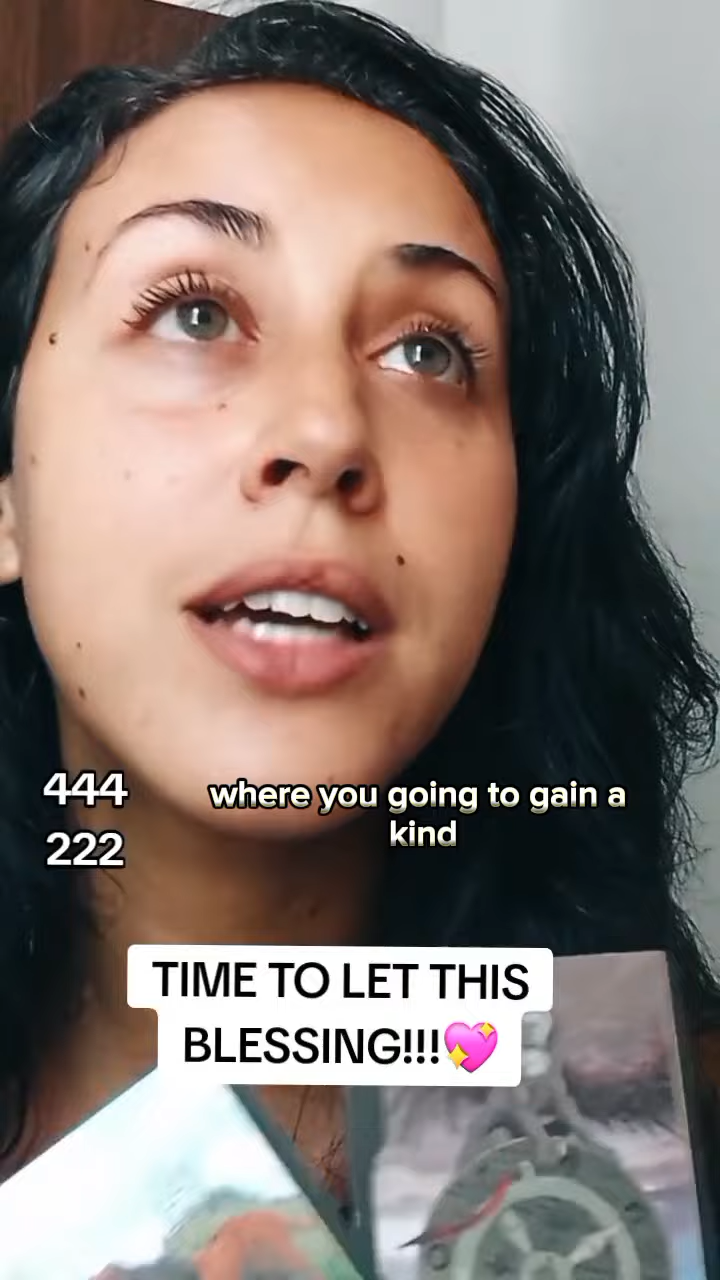 444
222
where you going to gain a
kind
TIME TO LET THIS
BLESSING!!!💖